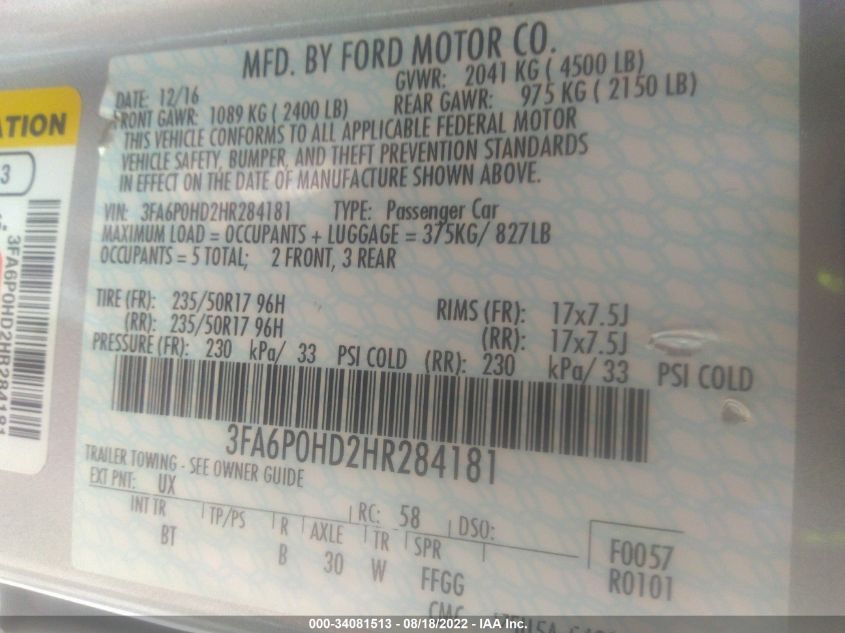 MFD. BY FORD MOTOR CO.
DATE: 12/16 GVWR: 2041 KG ( 4500 LB)
FRONT GAWR: 1089 KG ( 2400 LB) REAR GAWR: 975 KG ( 2150 LB)
THIS VEHICLE CONFORMS TO ALL APPLICABLE FEDERAL MOTOR
VEHICLE SAFETY, BUMPER, AND THEFT PREVENTION STANDARDS
IN EFFECT ON THE DATE OF MANUFACTURE SHOWN ABOVE.
VIN: 3FA6P0HD2HR284181 TYPE: Passenger Car
MAXIMUM LOAD = OCCUPANTS + LUGGAGE = 375KG/ 827LB
OCCUPANTS = 5 TOTAL; 2 FRONT, 3 REAR
TIRE (FR): 235/50R17 96H RIMS (FR): 17x7.5J
(RR): 235/50R17 96H (RR): 17x7.5J
PRESSURE (FR): 230 kPa/ 33 PSI COLD (RR): 230 kPa/ 33 PSI COLD
3FA6P0HD2HR284181
TRAILER TOWING - SEE OWNER GUIDE
EXT PNT: UX RC: 58 DSO:
INT TR TP/PS R AXLE TR SPR F0057
BT B 30 W FFGG R0101
CMC
ATION
3
3FA6P0HD2HR284181
000-34081513 - 08/18/2022 - IAA Inc.